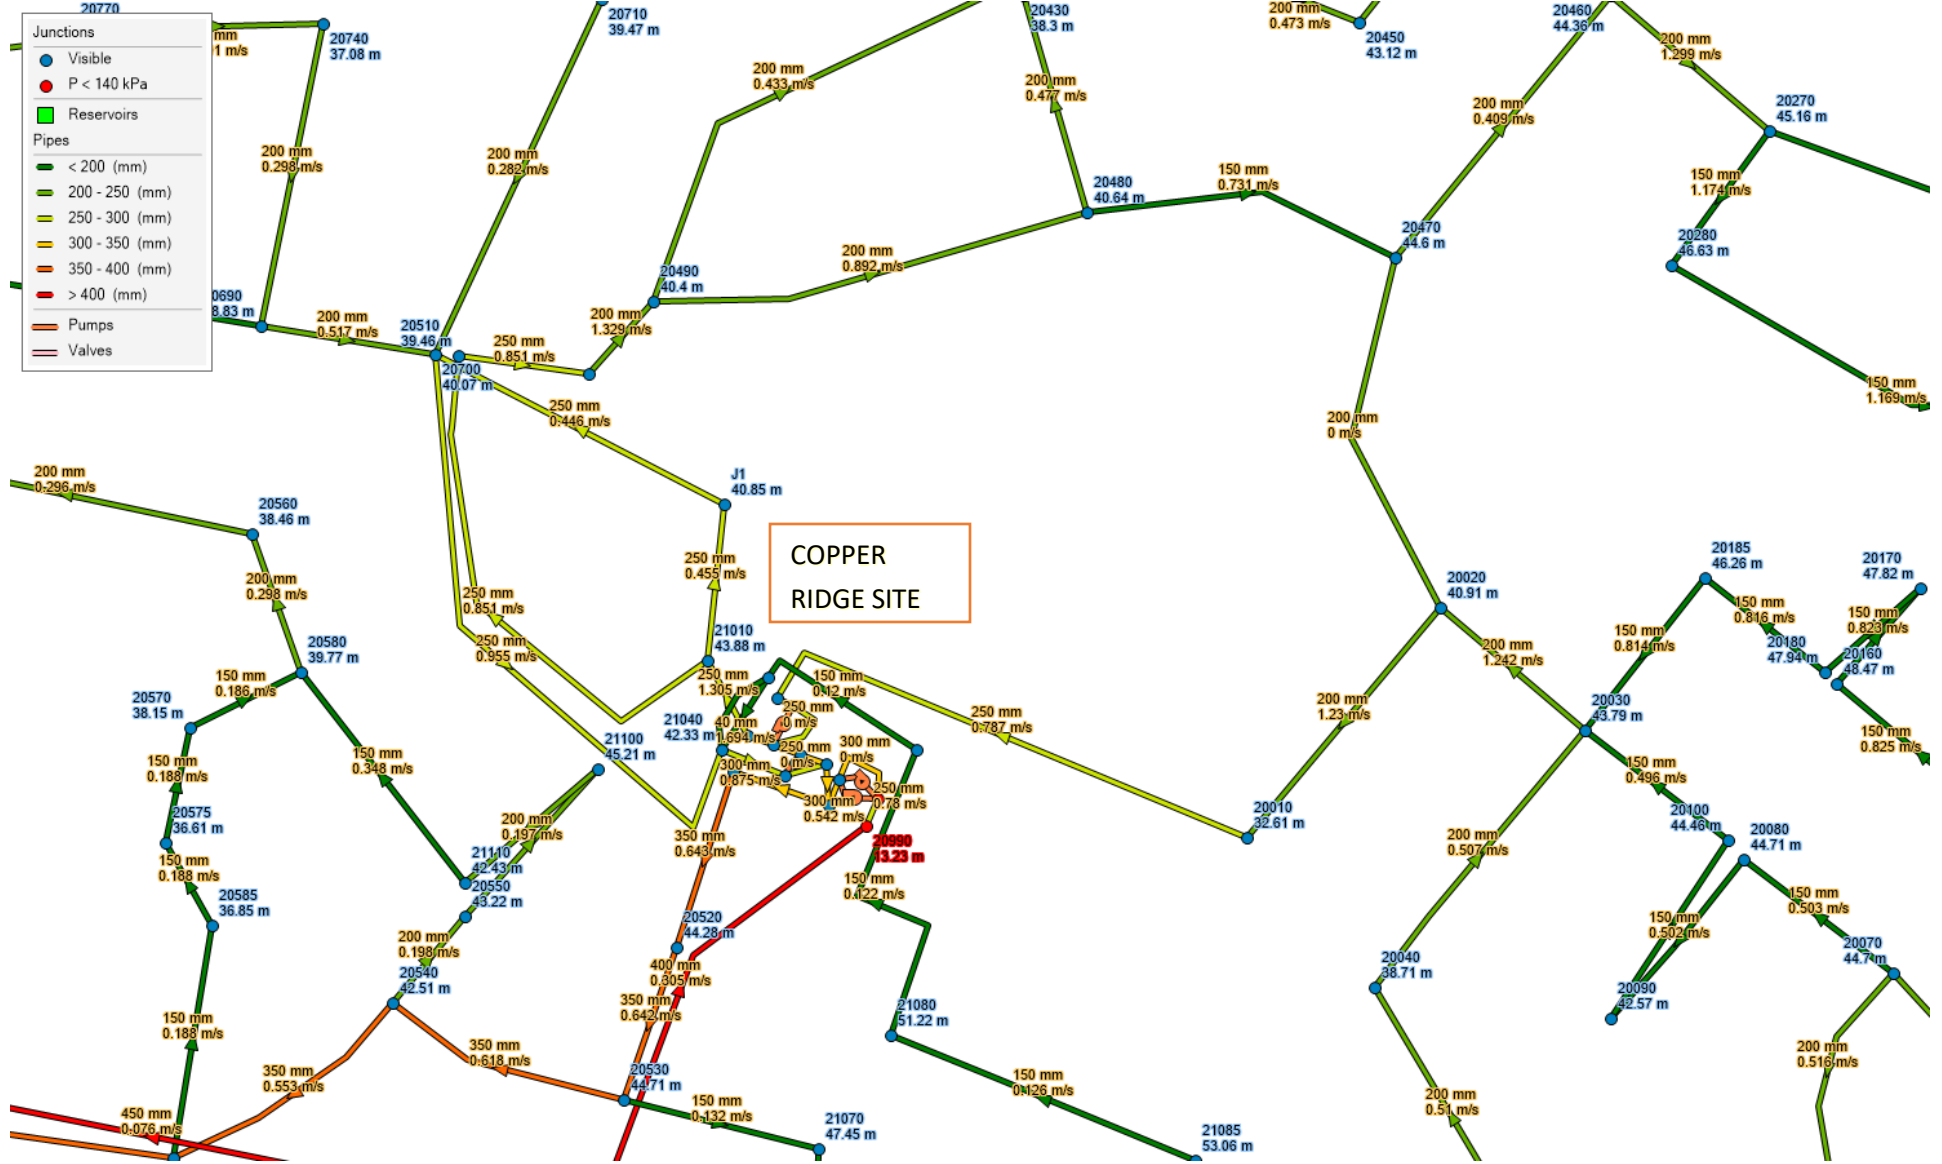 20770
Junctions
Visible
P < 140 kPa
Reservoirs
Pipes
< 200 (mm)
200 - 250 (mm)
250 - 300 (mm)
300 - 350 (mm)
350 - 400 (mm)
> 400 (mm)
Pumps
Valves
mm
1 m/s
20740
37.08 m
20710
39.47 m
20430
38.3 m
200 mm
0.473 m/s
20450
43.12 m
20460
44.36 m
200 mm
1.299 m/s
200 mm
0.433 m/s
200 mm
0.477 m/s
200 mm
0.409 m/s
20270
45.16 m
200 mm
0.298 m/s
200 mm
0.282 m/s
20480
40.64 m
150 mm
0.731 m/s
150 mm
1.174 m/s
20470
44.6 m
20280
46.63 m
20490
40.4 m
200 mm
0.892 m/s
0690
8.83 m
200 mm
0.517 m/s
20510
39.46 m
200 mm
1.329 m/s
250 mm
0.851 m/s
20700
40.07 m
150 mm
1.169 m/s
250 mm
0.446 m/s
200 mm
0 m/s
200 mm
0.296 m/s
J1
40.85 m
20560
38.46 m
COPPER
RIDGE SITE
250 mm
0.455 m/s
200 mm
0.298 m/s
250 mm
0.851 m/s
20020
40.91 m
20185
46.26 m
20170
47.82 m
150 mm
0.816 m/s
150 mm
0.823 m/s
20580
39.77 m
250 mm
0.955 m/s
21010
43.88 m
200 mm
1.242 m/s
150 mm
0.814 m/s
20180
47.94 m
20160
48.47 m
150 mm
0.186 m/s
250 mm
1.305 m/s
150 mm
0.12 m/s
20570
38.15 m
200 mm
1.23 m/s
20030
43.79 m
250 mm
0 m/s
250 mm
0.787 m/s
21040
42.33 m
40 mm
1.694 m/s
21100
45.21 m
150 mm
0.348 m/s
250 mm
0 m/s
300 mm
0 m/s
150 mm
0.825 m/s
150 mm
0.188 m/s
300 mm
0.875 m/s
150 mm
0.496 m/s
250 mm
0.78 m/s
300 mm
0.542 m/s
20010
32.61 m
20575
36.61 m
200 mm
0.197 m/s
350 mm
0.643 m/s
20990
13.23 m
200 mm
0.507 m/s
20100
44.46 m
20080
44.71 m
21110
42.43 m
150 mm
0.188 m/s
20550
43.22 m
150 mm
0.122 m/s
20585
36.85 m
150 mm
0.503 m/s
20520
44.28 m
150 mm
0.502 m/s
200 mm
0.198 m/s
20070
44.7 m
20040
38.71 m
400 mm
0.305 m/s
20540
42.51 m
20090
42.57 m
350 mm
0.642 m/s
21080
51.22 m
150 mm
0.188 m/s
350 mm
0.618 m/s
200 mm
0.516 m/s
350 mm
0.553 m/s
20530
44.71 m
150 mm
0.126 m/s
200 mm
0.51 m/s
150 mm
0.132 m/s
450 mm
0.076 m/s
21070
47.45 m
21085
53.06 m